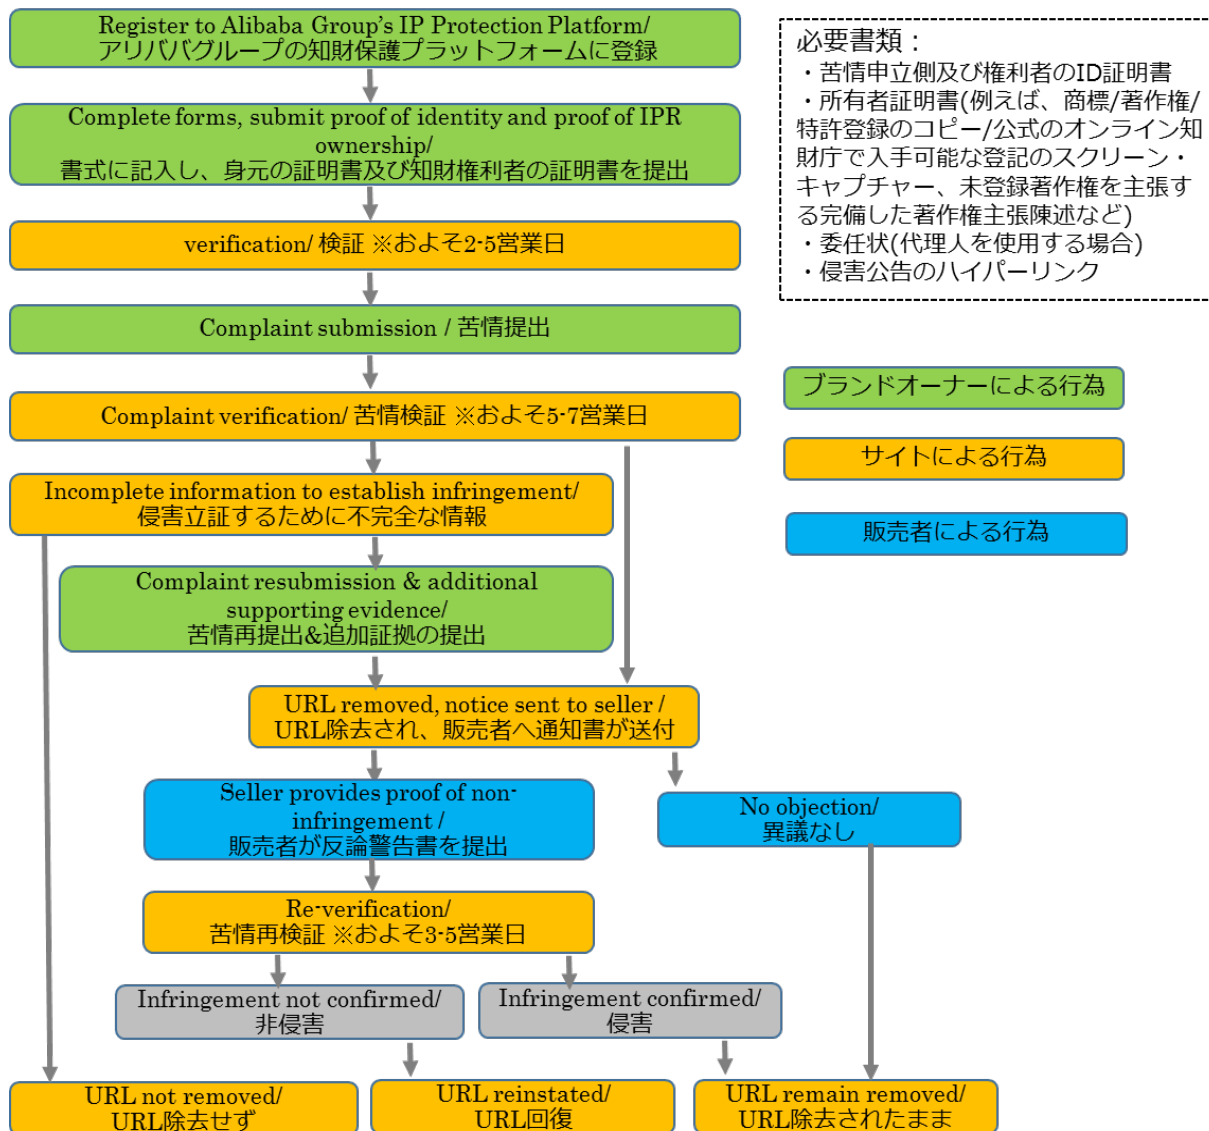 Register to Alibaba Group's IP Protection Platform/
アリババグループの知財保護プラットフォームに登録
Complete forms, submit proof of identity and proof of IPR
ownership/
書式に記入し、身元の証明書及び知財権利者の証明書を提出
verification/ 検証 ※およそ2-5営業日
Complaint submission / 苦情提出
Complaint verification/ 苦情検証 ※およそ5-7営業日
Incomplete information to establish infringement/
侵害立証するために不完全な情報
Complaint resubmission & additional
supporting evidence/
苦情再提出&追加証拠の提出
URL removed, notice sent to seller /
URL除去され、販売者へ通知書が送付
Seller provides proof of non-
infringement /
販売者が反論警告書を提出
No objection/
異議なし
Re-verification/
苦情再検証 ※およそ3-5営業日
Infringement not confirmed/
非侵害
Infringement confirmed/
侵害
URL not removed/
URL除去せず
URL reinstated/
URL回復
URL remain removed/
URL除去されたまま
必要書類：
・苦情申立側及び権利者のID証明書
・所有者証明書(例えば、商標/著作権/
特許登録のコピー/公式のオンライン知
財庁で入手可能な登記のスクリーン・
キャプチャー、未登録著作権を主張す
る完備した著作権主張陳述など)
・委任状(代理人を使用する場合)
・侵害公告のハイパーリンク
ブランドオーナーによる行為
サイトによる行為
販売者による行為